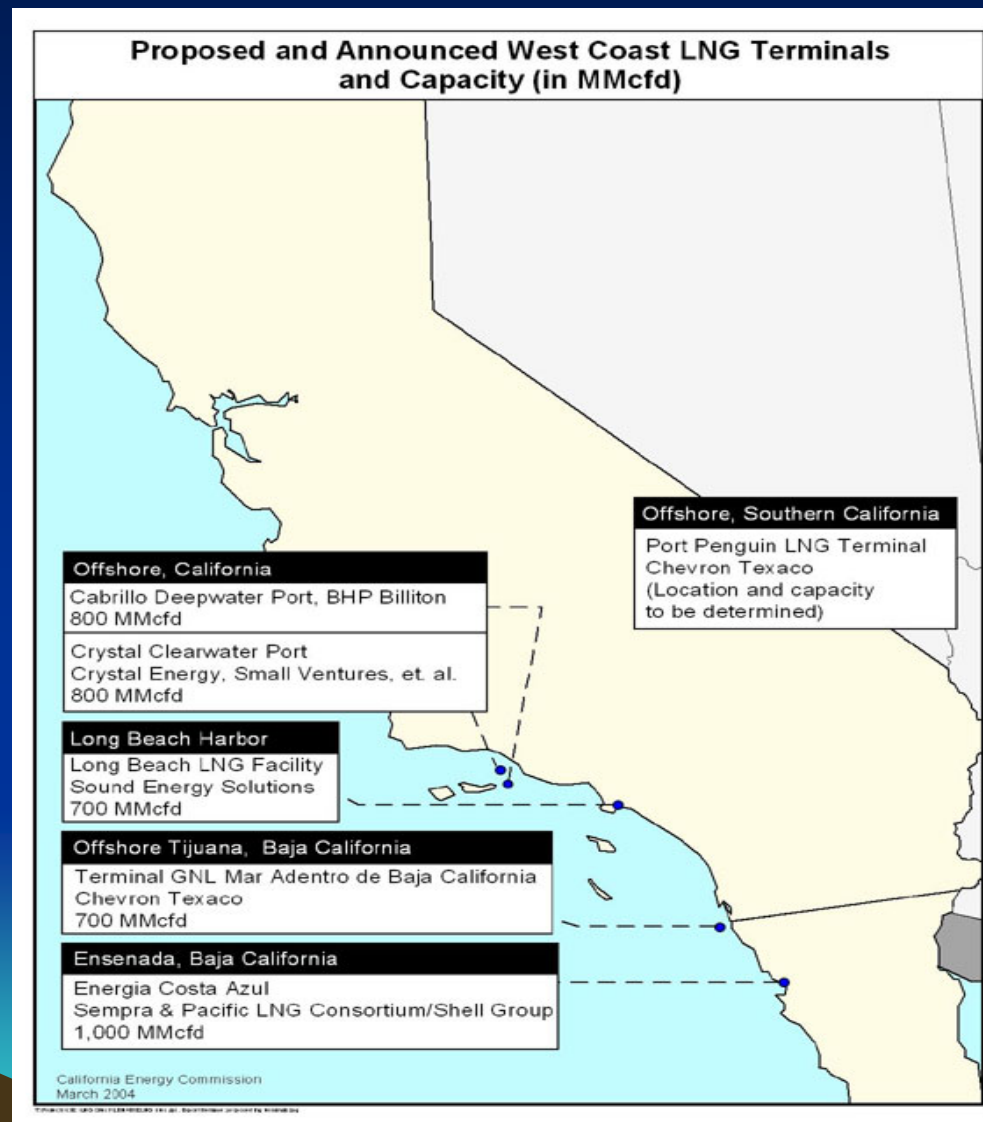 Proposed and Announced West Coast LNG Terminals
and Capacity (in MMcfd)
Offshore, Southern California
Port Penguin LNG Terminal
Chevron Texaco
(Location and capacity
to be determined)
Offshore, California
Cabrillo Deepwater Port, BHP Billiton
800 MMcfd
Crystal Clearwater Port
Crystal Energy, Small Ventures, et. al.
800 MMcfd
Long Beach Harbor
Long Beach LNG Facility
Sound Energy Solutions
700 MMcfd
Offshore Tijuana, Baja California
Terminal GNL Mar Adentro de Baja California
Chevron Texaco
700 MMcfd
Ensenada, Baja California
Energia Costa Azul
Sempra & Pacific LNG Consortium/Shell Group
1,000 MMcfd
California Energy Commission
March 2004